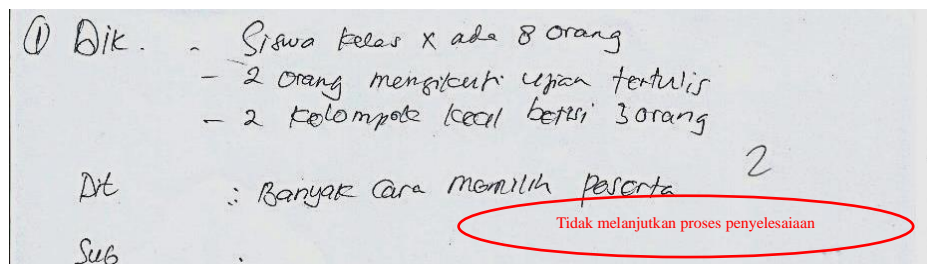 ① Dik. - Siswa kelas X ada 8 orang
- 2 orang mengikuti ujian tertulis
- 2 kelompok kecil berisi 3 orang
2
Dit : Banyak cara memilih peserta
Tidak melanjutkan proses penyelesaiaan
Sub :